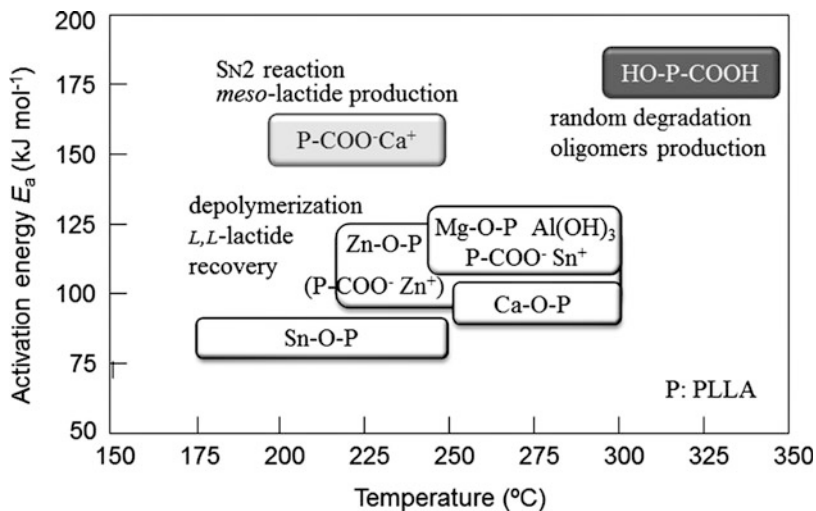 200
175
150
125
100
75
50
Activation energy Eₐ (kJ mol⁻¹)
SN2 reaction
meso-lactide production
P-COO⁻Ca⁺
HO-P-COOH
random degradation
oligomers production
depolymerization
L,L-lactide
recovery
Zn-O-P
(P-COO⁻ Zn⁺)
Mg-O-P Al(OH)₃
P-COO⁻ Sn⁺
Ca-O-P
Sn-O-P
P: PLLA
150 175 200 225 250 275 300 325 350
Temperature (ºC)